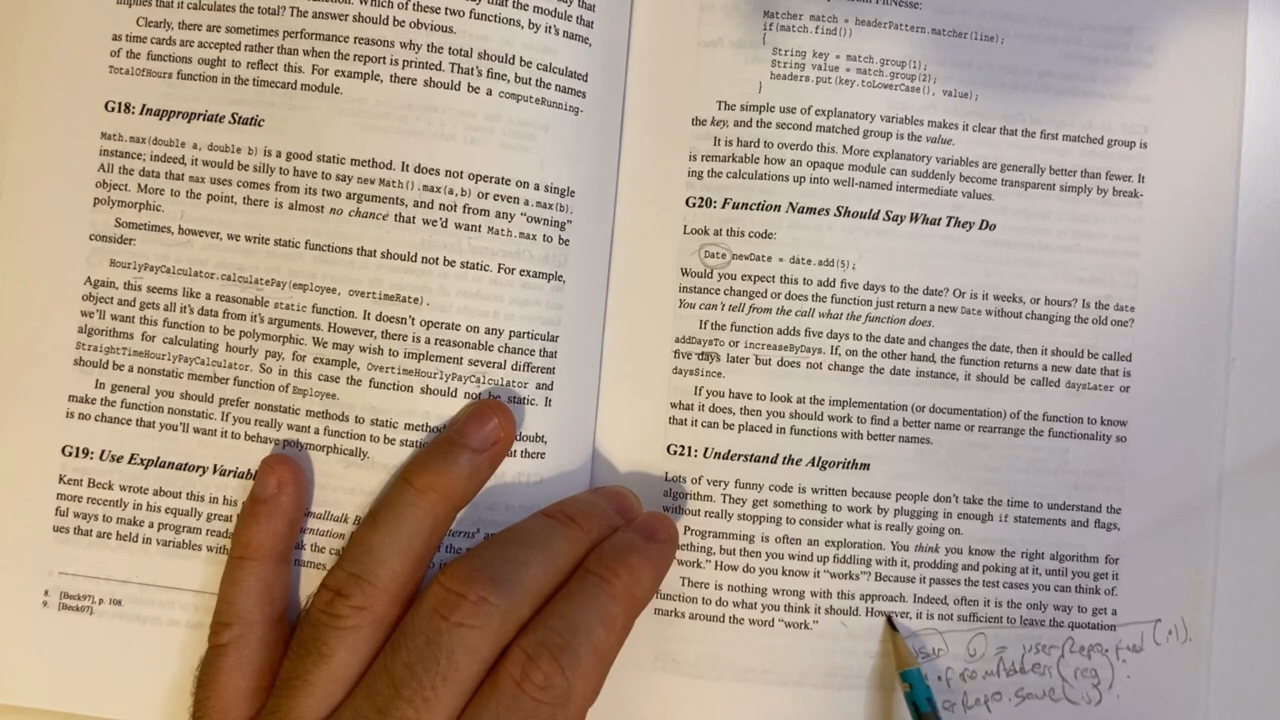 that the module that
Which of these two functions, by it's name,
implies that it calculates the total? The answer should be obvious.
Clearly, there are sometimes performance reasons why the total should be calculated
as time cards are accepted rather than when the report is printed. That's fine, but the names
of the functions ought to reflect this. For example, there should be a computeRunning-
TotalOfHours function in the timecard module.
G18: Inappropriate Static
Math.max(double a, double b) is a good static method. It does not operate on a single
instance; indeed, it would be silly to have to say new Math().max(a,b) or even a.max(b).
All the data that max uses comes from its two arguments, and not from any "owning"
object. More to the point, there is almost no chance that we'd want Math.max to be
polymorphic.
Sometimes, however, we write static functions that should not be static. For example,
consider:
HourlyPayCalculator.calculatePay(employee, overtimeRate).
Again, this seems like a reasonable static function. It doesn't operate on any particular
object and gets all it's data from it's arguments. However, there is a reasonable chance that
we'll want this function to be polymorphic. We may wish to implement several different
algorithms for calculating hourly pay, for example, OvertimeHourlyPayCalculator and
StraightTimeHourlyPayCalculator. So in this case the function should not be static. It
should be a nonstatic member function of Employee.
In general you should prefer nonstatic methods to static doubt,
make the function nonstatic. If you really want a function to be at there
is no chance that you'll want it to behave polymorphically.
G19: Use Explanatory
Kent Beck wrote about this in his
more recently in his equally great
ful ways to make a program the
ues that are held in variables with names.
8. [Beck97], p. 108.
9. [Beck07].
Matcher match = headerPattern.matcher(line);
if(match.find())
{
String key = match.group(1);
String value = match.group(2);
headers.put(key.toLowerCase(), value);
}
The simple use of explanatory variables makes it clear that the first matched group is
the key, and the second matched group is the value.
It is hard to overdo this. More explanatory variables are generally better than fewer. It
is remarkable how an opaque module can suddenly become transparent simply by break-
ing the calculations up into well-named intermediate values.
G20: Function Names Should Say What They Do
Look at this code:
Date newDate = date.add(5);
Would you expect this to add five days to the date? Or is it weeks, or hours? Is the date
instance changed or does the function just return a new Date without changing the old one?
You can't tell from the call what the function does.
If the function adds five days to the date and changes the date, then it should be called
addDaysTo or increaseByDays. If, on the other hand, the function returns a new date that is
five days later but does not change the date instance, it should be called daysLater or
daysSince.
If you have to look at the implementation (or documentation) of the function to know
what it does, then you should work to find a better name or rearrange the functionality so
that it can be placed in functions with better names.
G21: Understand the Algorithm
Lots of very funny code is written because people don't take the time to understand the
algorithm. They get something to work by plugging in enough if statements and flags,
without really stopping to consider what is really going on.
Programming is often an exploration. You think you know the right algorithm for
but then you wind up fiddling with it, prodding and poking at it, until you get it
work." How do you know it "works"? Because it passes the test cases you can think of.
There is nothing wrong with this approach. Indeed, often it is the only way to get a
function to do what you think it should. However, it is not sufficient to leave the quotation
marks around the word "work."